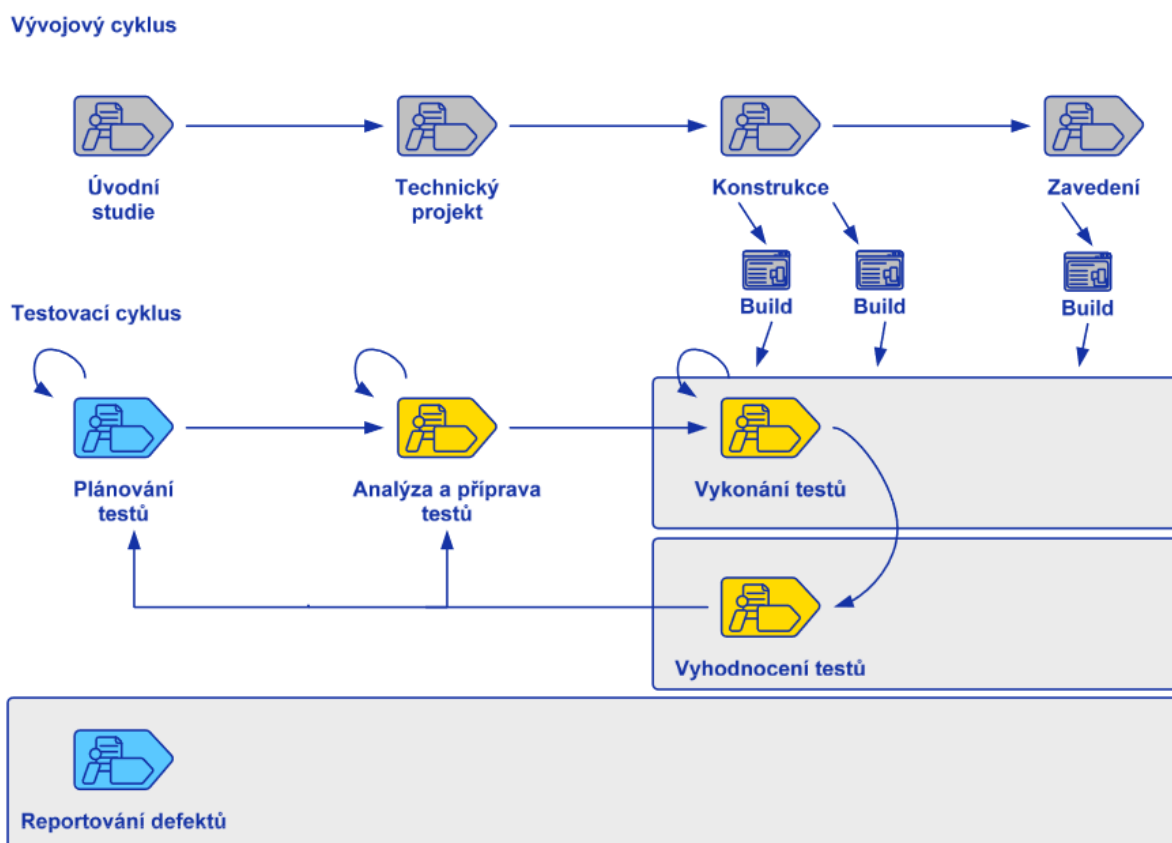 Vývojový cyklus
Úvodní
studie
Technický
projekt
Konstrukce
Zavedení
Build
Build
Build
Testovací cyklus
Plánování
testů
Analýza a příprava
testů
Vykonání testů
Vyhodnocení testů
Reportování defektů